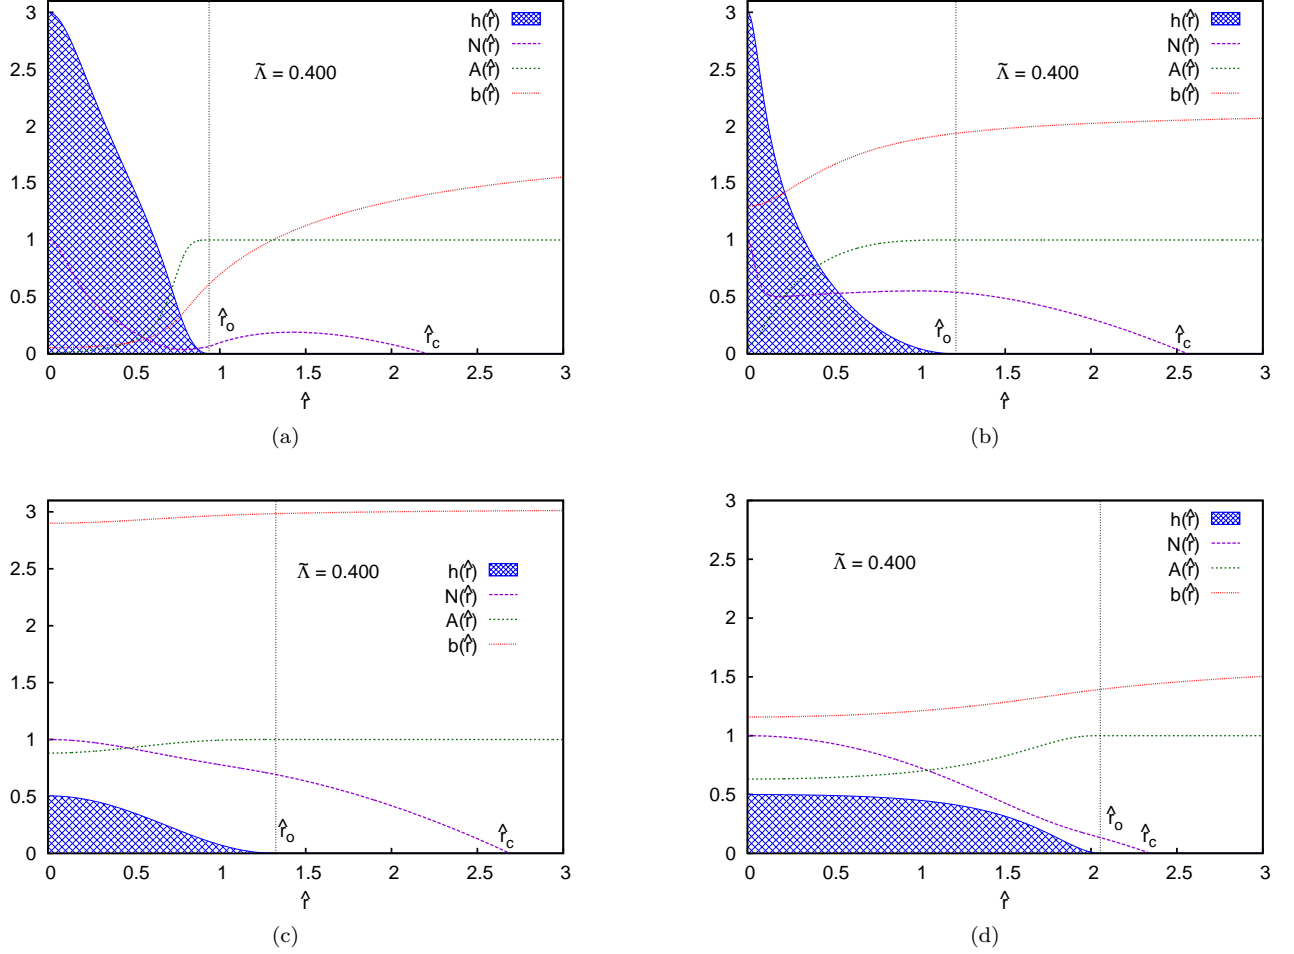 3
2.5
2
1.5
1
0.5
0
0
0.5
1
1.5
2
2.5
3
r̂
Λ̃ = 0.400
h(r̂)
N(r̂)
A(r̂)
b(r̂)
r̂o
r̂c
(a)
3
2.5
2
1.5
1
0.5
0
0
0.5
1
1.5
2
2.5
3
r̂
Λ̃ = 0.400
h(r̂)
N(r̂)
A(r̂)
b(r̂)
r̂o
r̂c
(b)
3
2.5
2
1.5
1
0.5
0
0
0.5
1
1.5
2
2.5
3
r̂
Λ̃ = 0.400
h(r̂)
N(r̂)
A(r̂)
b(r̂)
r̂o
r̂c
(c)
3
2.5
2
1.5
1
0.5
0
0
0.5
1
1.5
2
2.5
3
r̂
Λ̃ = 0.400
h(r̂)
N(r̂)
A(r̂)
b(r̂)
r̂o
r̂c
(d)